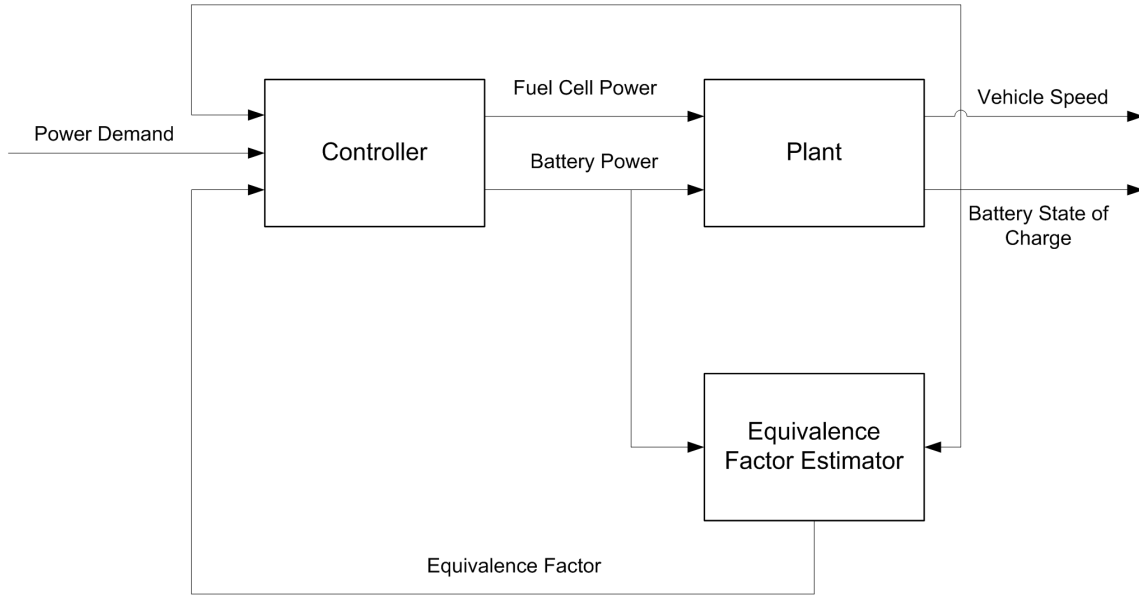 Fuel Cell Power
Vehicle Speed
Power Demand
Controller
Plant
Battery Power
Battery State of
Charge
Equivalence
Factor Estimator
Equivalence Factor